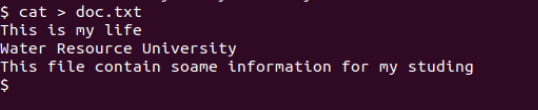 $ cat > doc.txt
This is my life
Water Resource University
This file contain soame information for my studing
$